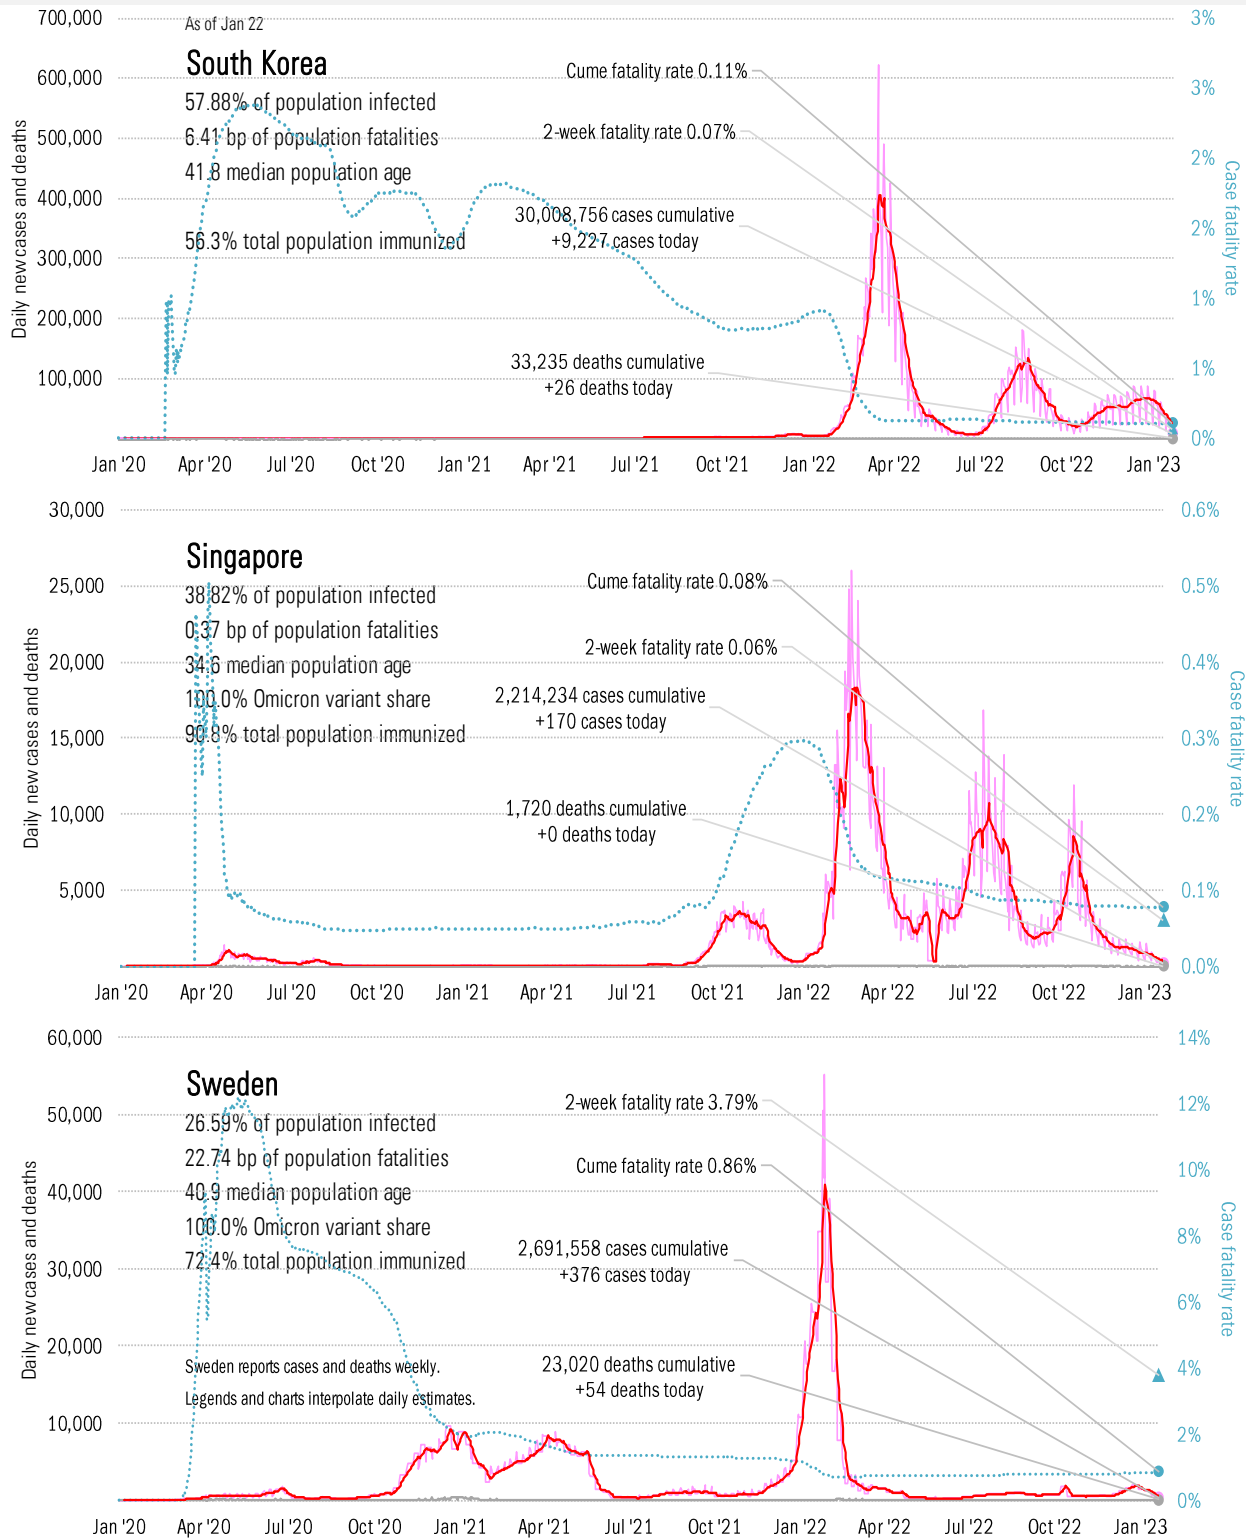 As of Jan 22
South Korea
57.88% of population infected
6.41 bp of population fatalities
41.8 median population age
56.3% total population immunized
Cume fatality rate 0.11%
2-week fatality rate 0.07%
30,008,756 cases cumulative
+9,227 cases today
33,235 deaths cumulative
+26 deaths today
Daily new cases and deaths
700,000
600,000
500,000
400,000
300,000
200,000
100,000
3%
3%
2%
2%
1%
1%
0%
Case fatality rate
Jan '20 Apr '20 Jul '20 Oct '20 Jan '21 Apr '21 Jul '21 Oct '21 Jan '22 Apr '22 Jul '22 Oct '22 Jan '23
Singapore
38.82% of population infected
0.37 bp of population fatalities
34.6 median population age
100.0% Omicron variant share
90.8% total population immunized
Cume fatality rate 0.08%
2-week fatality rate 0.06%
2,214,234 cases cumulative
+170 cases today
1,720 deaths cumulative
+0 deaths today
Daily new cases and deaths
30,000
25,000
20,000
15,000
10,000
5,000
0.6%
0.5%
0.4%
0.3%
0.2%
0.1%
0.0%
Case fatality rate
Jan '20 Apr '20 Jul '20 Oct '20 Jan '21 Apr '21 Jul '21 Oct '21 Jan '22 Apr '22 Jul '22 Oct '22 Jan '23
Sweden
26.59% of population infected
22.74 bp of population fatalities
40.9 median population age
100.0% Omicron variant share
72.4% total population immunized
Sweden reports cases and deaths weekly.
Legends and charts interpolate daily estimates.
2-week fatality rate 3.79%
Cume fatality rate 0.86%
2,691,558 cases cumulative
+376 cases today
23,020 deaths cumulative
+54 deaths today
Daily new cases and deaths
60,000
50,000
40,000
30,000
20,000
10,000
14%
12%
10%
8%
6%
4%
2%
0%
Case fatality rate
Jan '20 Apr '20 Jul '20 Oct '20 Jan '21 Apr '21 Jul '21 Oct '21 Jan '22 Apr '22 Jul '22 Oct '22 Jan '23